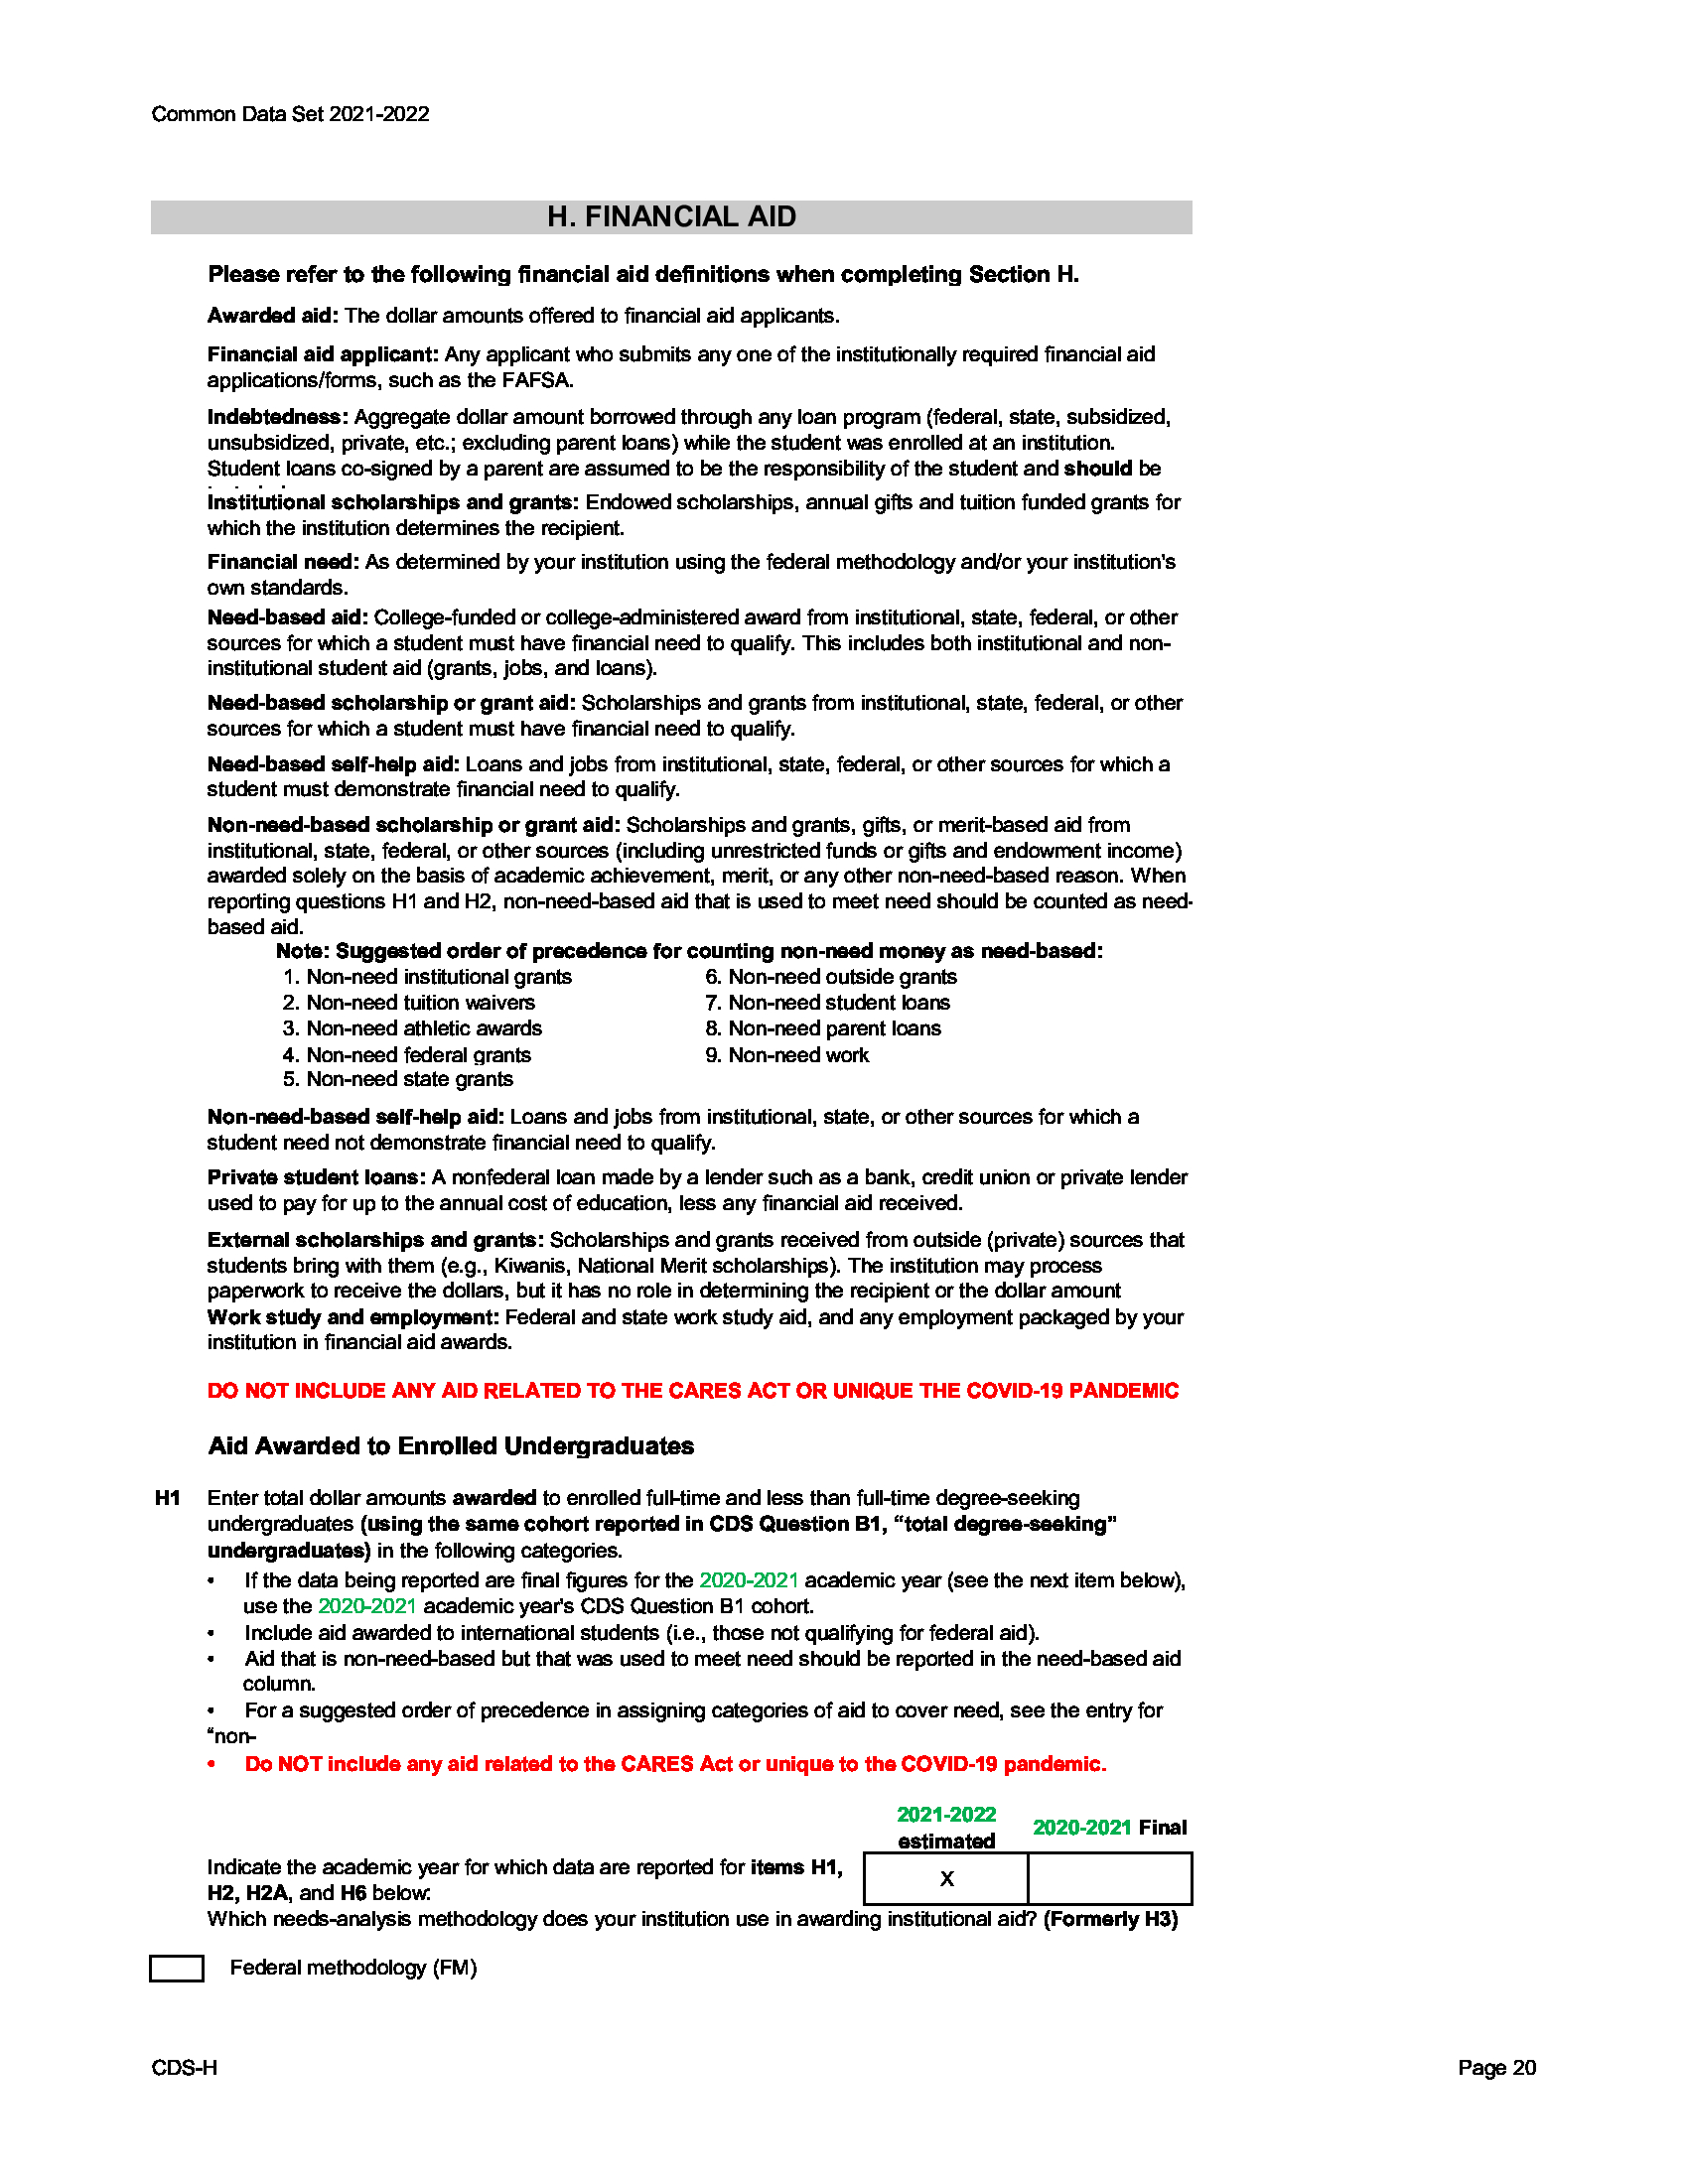 Common Data Set 2021-2022
H. FINANCIAL AID
Please refer to the following financial aid definitions when completing Section H.
Awarded aid: The dollar amounts offered to financial aid applicants.
Financial aid applicant: Any applicant who submits any one of the institutionally required financial aid
applications/forms, such as the FAFSA.
Indebtedness: Aggregate dollar amount borrowed through any loan program (federal, state, subsidized,
unsubsidized, private, etc.; excluding parent loans) while the student was enrolled at an institution.
Student loans co-signed by a parent are assumed to be the responsibility of the student and should be
Institutional scholarships and grants: Endowed scholarships, annual gifts and tuition funded grants for
which the institution determines the recipient.
Financial need: As determined by your institution using the federal methodology and/or your institution's
own standards.
Need-based aid: College-funded or college-administered award from institutional, state, federal, or other
sources for which a student must have financial need to qualify. This includes both institutional and non-
institutional student aid (grants, jobs, and loans).
Need-based scholarship or grant aid: Scholarships and grants from institutional, state, federal, or other
sources for which a student must have financial need to qualify.
Need-based self-help aid: Loans and jobs from institutional, state, federal, or other sources for which a
student must demonstrate financial need to qualify.
Non-need-based scholarship or grant aid: Scholarships and grants, gifts, or merit-based aid from
institutional, state, federal, or other sources (including unrestricted funds or gifts and endowment income)
awarded solely on the basis of academic achievement, merit, or any other non-need-based reason. When
reporting questions H1 and H2, non-need-based aid that is used to meet need should be counted as need-
based aid.
Note: Suggested order of precedence for counting non-need money as need-based:
1. Non-need institutional grants 6. Non-need outside grants
2. Non-need tuition waivers 7. Non-need student loans
3. Non-need athletic awards 8. Non-need parent loans
4. Non-need federal grants 9. Non-need work
5. Non-need state grants
Non-need-based self-help aid: Loans and jobs from institutional, state, or other sources for which a
student need not demonstrate financial need to qualify.
Private student loans: A nonfederal loan made by a lender such as a bank, credit union or private lender
used to pay for up to the annual cost of education, less any financial aid received.
External scholarships and grants: Scholarships and grants received from outside (private) sources that
students bring with them (e.g., Kiwanis, National Merit scholarships). The institution may process
paperwork to receive the dollars, but it has no role in determining the recipient or the dollar amount
Work study and employment: Federal and state work study aid, and any employment packaged by your
institution in financial aid awards.
DO NOT INCLUDE ANY AID RELATED TO THE CARES ACT OR UNIQUE THE COVID-19 PANDEMIC
Aid Awarded to Enrolled Undergraduates
H1 Enter total dollar amounts awarded to enrolled full-time and less than full-time degree-seeking
undergraduates (using the same cohort reported in CDS Question B1, “total degree-seeking”
undergraduates) in the following categories.
• If the data being reported are final figures for the 2020-2021 academic year (see the next item below),
use the 2020-2021 academic year's CDS Question B1 cohort.
• Include aid awarded to international students (i.e., those not qualifying for federal aid).
• Aid that is non-need-based but that was used to meet need should be reported in the need-based aid
column.
• For a suggested order of precedence in assigning categories of aid to cover need, see the entry for
“non-
• Do NOT include any aid related to the CARES Act or unique to the COVID-19 pandemic.
2021-2022
estimated
2020-2021 Final
Indicate the academic year for which data are reported for items H1,
H2, H2A, and H6 below:
X
Which needs-analysis methodology does your institution use in awarding institutional aid? (Formerly H3)
Federal methodology (FM)
CDS-H Page 20